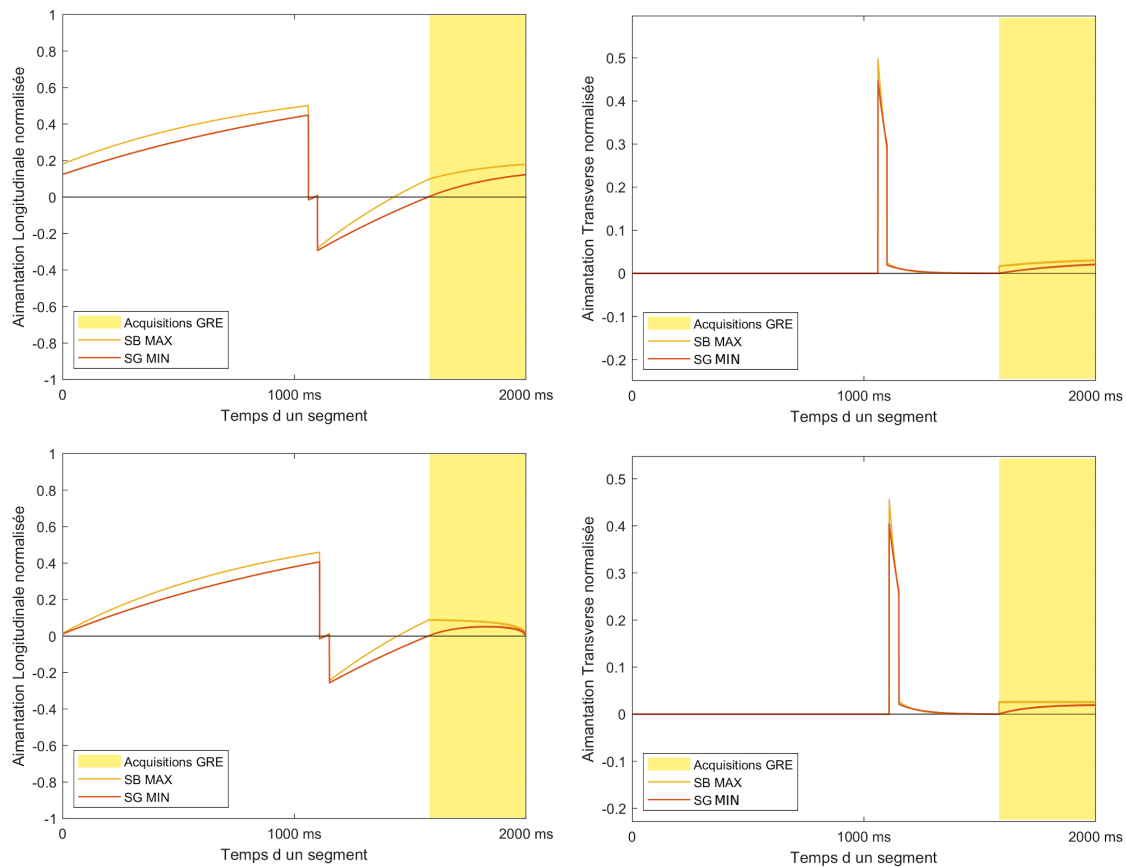 Aimantation Longitudinale normalisée
1
0.8
0.6
0.4
0.2
0
-0.2
-0.4
-0.6
-0.8
-1
Acquisitions GRE
SB MAX
SG MIN
0
1000 ms
2000 ms
Temps d un segment
Aimantation Transverse normalisée
0.5
0.4
0.3
0.2
0.1
0
-0.1
-0.2
Acquisitions GRE
SB MAX
SG MIN
0
1000 ms
2000 ms
Temps d un segment
Aimantation Longitudinale normalisée
1
0.8
0.6
0.4
0.2
0
-0.2
-0.4
-0.6
-0.8
-1
Acquisitions GRE
SB MAX
SG MIN
0
1000 ms
2000 ms
Temps d un segment
Aimantation Transverse normalisée
0.5
0.4
0.3
0.2
0.1
0
-0.1
-0.2
Acquisitions GRE
SB MAX
SG MIN
0
1000 ms
2000 ms
Temps d un segment